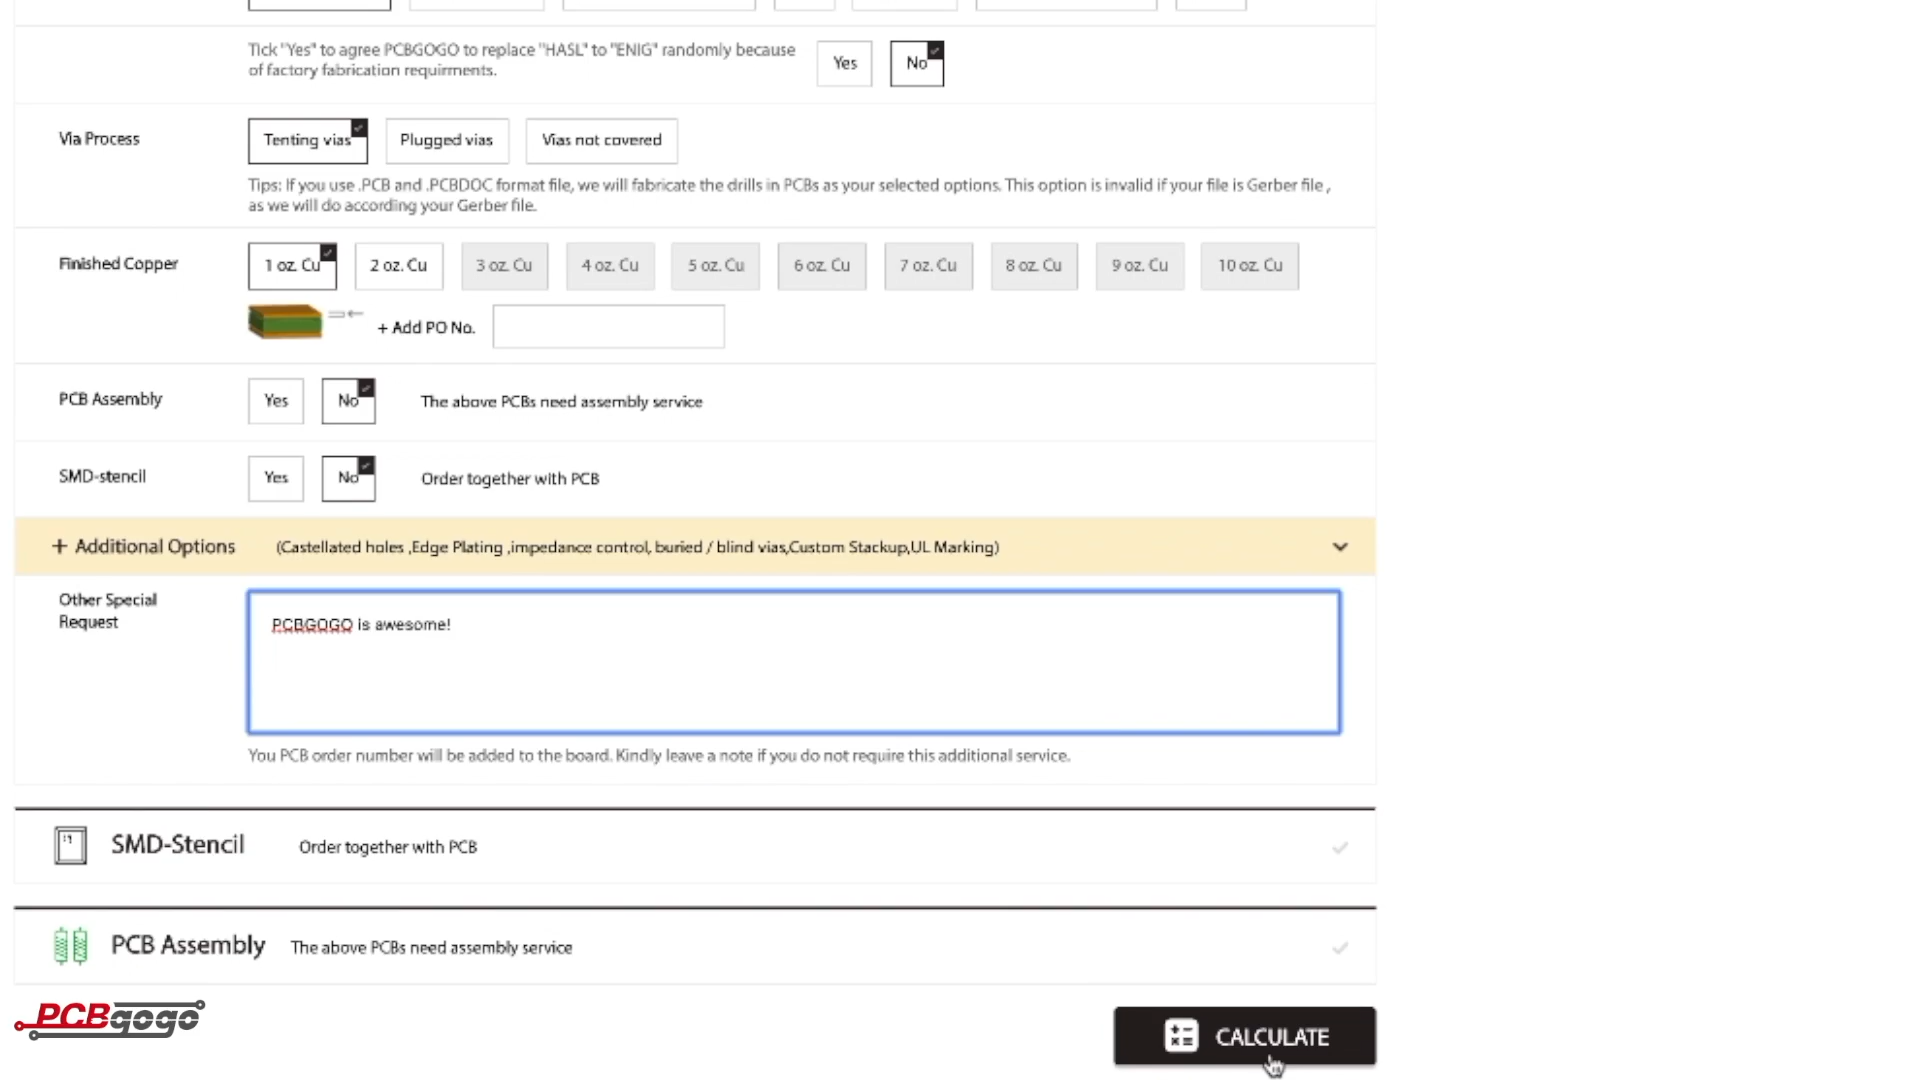 Tick "Yes" to agree PCBGOGO to replace "HASL" to "ENIG" randomly because
of factory fabrication requirments.
Yes
No
Via Process
Tenting vias
Plugged vias
Vias not covered
Tips: If you use .PCB and .PCBDOC format file, we will fabricate the drills in PCBs as your selected options. This option is invalid if your file is Gerber file ,
as we will do according your Gerber file.
Finished Copper
1 oz. Cu
2 oz. Cu
3 oz. Cu
4 oz. Cu
5 oz. Cu
6 oz. Cu
7 oz. Cu
8 oz. Cu
9 oz. Cu
10 oz. Cu
+ Add PO No.
PCB Assembly
Yes
No
The above PCBs need assembly service
SMD-stencil
Yes
No
Order together with PCB
+ Additional Options
(Castellated holes ,Edge Plating ,impedance control, buried / blind vias,Custom Stackup,UL Marking)
Other Special
Request
PCBGOGO is awesome!
You PCB order number will be added to the board. Kindly leave a note if you do not require this additional service.
SMD-Stencil
Order together with PCB
PCB Assembly
The above PCBs need assembly service
PCBgogo
CALCULATE